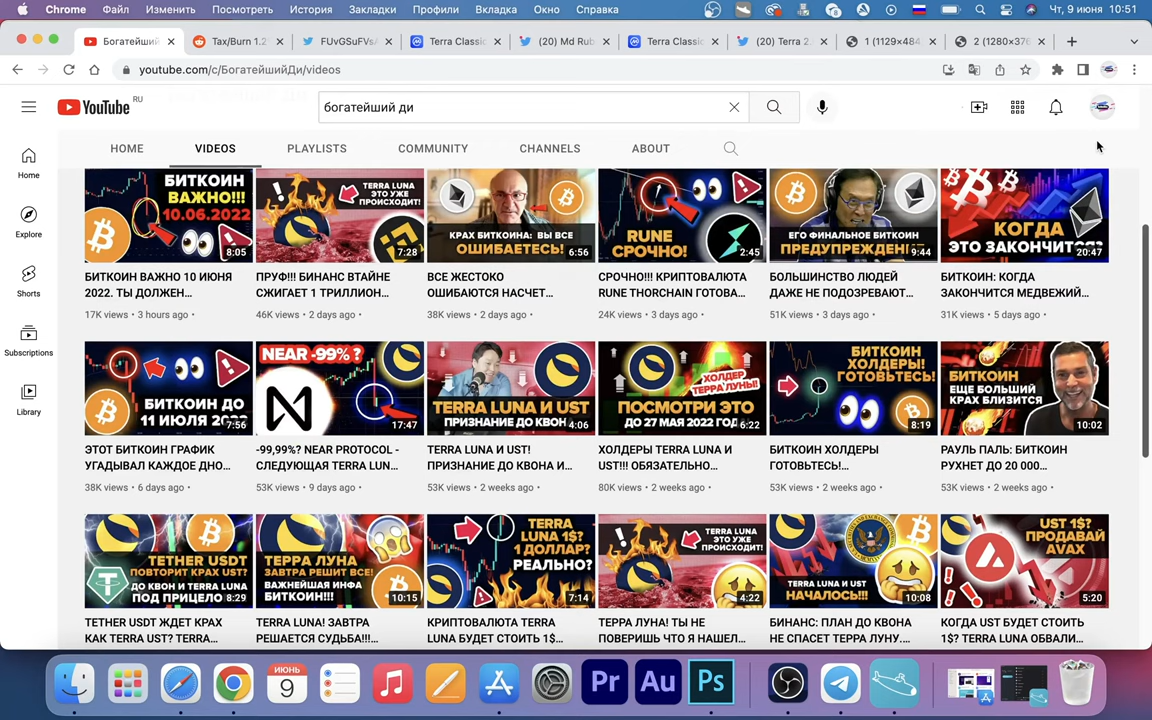 Chrome Файл Изменить Посмотреть История Закладки Профили Вкладка Окно Справка Чт, 9 июня 10:51
Богатейший Tax/Burn 1.2 FUvGSuFVsA Terra Classic (20) Md Rub Terra Classic (20) Terra 2. 1 (1129×484) 2 (1280×376
youtube.com/c/БогатейшийДи/videos
YouTube RU
богатейший ди
HOME VIDEOS PLAYLISTS COMMUNITY CHANNELS ABOUT
Home
Explore
Shorts
Subscriptions
Library
БИТКОИН ВАЖНО! 10.06.2022 8:05
TERRA LUNA ЭТО УЖЕ ПРОИСХОДИТ! 7:28
КРАХ БИТКОИНА: ВЫ ВСЕ ОШИБАЕТЕСЬ! 6:56
RUNE СРОЧНО! 2:45
ЕГО ФИНАЛЬНОЕ БИТКОИН ПРЕДУПРЕЖДЕНИ 9:44
КОГДА ЭТО ЗАКОНЧИТСЯ? 20:47
БИТКОИН ВАЖНО 10 ИЮНЯ 2022. ТЫ ДОЛЖЕН...
ПРУФ!!! БИНАНС ВТАЙНЕ СЖИГАЕТ 1 ТРИЛЛИОН...
ВСЕ ЖЕСТОКО ОШИБАЮТСЯ НАСЧЕТ...
СРОЧНО!!! КРИПТОВАЛЮТА RUNE THORCHAIN ГОТОВА...
БОЛЬШИНСТВО ЛЮДЕЙ ДАЖЕ НЕ ПОДОЗРЕВАЮТ...
БИТКОИН: КОГДА ЗАКОНЧИТСЯ МЕДВЕЖИЙ...
17K views • 3 hours ago • 46K views • 2 days ago • 38K views • 2 days ago • 24K views • 3 days ago • 51K views • 3 days ago • 31K views • 5 days ago •
БИТКОИН ДО 11 ИЮЛЯ 7:56
NEAR -99% ? 17:47
TERRA LUNA И UST ПРИЗНАНИЕ ДО КВОН 4:06
ХОЛДЕР ТЕРРА ЛУНЫ! ПОСМОТРИ ЭТО ДО 27 МАЯ 2022 ГОД 6:22
БИТКОИН ХОЛДЕРЫ! ГОТОВЬТЕСЬ! 8:19
БИТКОИН ЕЩЕ БОЛЬШИЙ КРАХ БЛИЗИТСЯ 10:02
ЭТОТ БИТКОИН ГРАФИК УГАДЫВАЛ КАЖДОЕ ДНО...
-99,99%? NEAR PROTOCOL - СЛЕДУЮЩАЯ TERRA LUN...
TERRA LUNA И UST! ПРИЗНАНИЕ ДО КВОНА И...
ХОЛДЕРЫ TERRA LUNA И UST!!! ОБЯЗАТЕЛЬНО...
БИТКОИН ХОЛДЕРЫ ГОТОВЬТЕСЬ!...
РАУЛЬ ПАЛЬ: БИТКОИН РУХНЕТ ДО 20 000...
38K views • 6 days ago • 53K views • 9 days ago • 53K views • 2 weeks ago • 80K views • 2 weeks ago • 53K views • 2 weeks ago • 53K views • 2 weeks ago •
TETHER USDT ПОВТОРИТ КРАХ UST? ДО КВОН И TERRA LUNA ПОД ПРИЦЕЛО 8:29
ТЕРРА ЛУНА ЗАВТРА РЕШИТ ВСЕ! ВАЖНЕЙШАЯ ИНФА БИТКОИН!!! 10:15
TERRA LUNA 1$? 1 ДОЛЛАР? РЕАЛЬНО? 7:14
TERRA LUNA ЭТО УЖЕ ПРОИСХОДИТ! 4:22
TERRA LUNA И UST НАЧАЛОСЬ! 10:08
UST 1$? ПРОДАВАЙ AVAX 5:20
TETHER USDT ЖДЕТ КРАХ КАК TERRA UST? TERRA...
TERRA LUNA! ЗАВТРА РЕШАЕТСЯ СУДЬБА!!!...
КРИПТОВАЛЮТА TERRA LUNA БУДЕТ СТОИТЬ 1$...
ТЕРРА ЛУНА! ТЫ НЕ ПОВЕРИШЬ ЧТО Я НАШЕЛ...
БИНАНС: ПЛАН ДО КВОНА НЕ СПАСЕТ ТЕРРА ЛУНУ....
КОГДА UST БУДЕТ СТОИТЬ 1$? TERRA LUNA ОБВАЛИ...
ИЮНЬ 9 Pr Au Ps